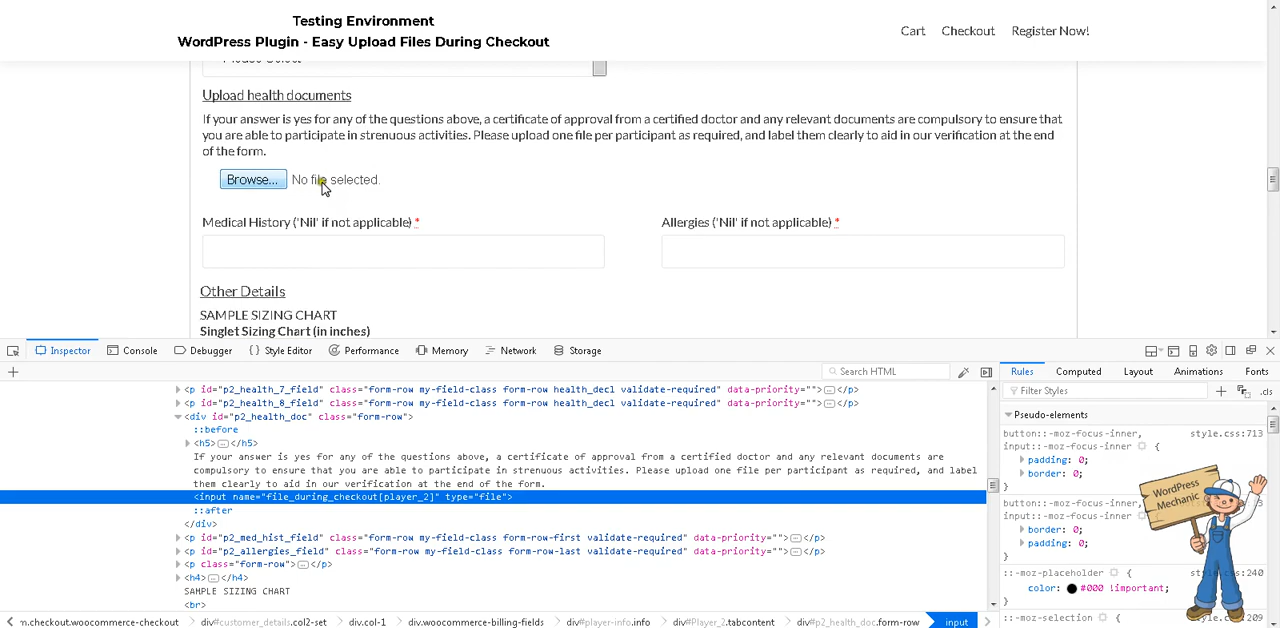 Testing Environment
WordPress Plugin - Easy Upload Files During Checkout
Cart Checkout Register Now!
Please Select
Upload health documents
If your answer is yes for any of the questions above, a certificate of approval from a certified doctor and any relevant documents are compulsory to ensure that
you are able to participate in strenuous activities. Please upload one file per participant as required, and label them clearly to aid in our verification at the end
of the form.
Browse... No file selected.
Medical History ('Nil' if not applicable) * Allergies ('Nil' if not applicable) *
Other Details
SAMPLE SIZING CHART
Singlet Sizing Chart (in inches)
Inspector Console Debugger { } Style Editor Performance Memory Network Storage
+ Search HTML Rules Computed Layout Animations Fonts
Filter Styles + .cls
<p id="p2_health_7_field" class="form-row my-field-class form-row health_decl validate-required" data-priority="">…</p>
<p id="p2_health_8_field" class="form-row my-field-class form-row health_decl validate-required" data-priority="">…</p>
<div id="p2_health_doc" class="form-row">
::before
<h5>…</h5>
If your answer is yes for any of the questions above, a certificate of approval from a certified doctor and any relevant documents are
compulsory to ensure that you are able to participate in strenuous activities. Please upload one file per participant as required, and label
them clearly to aid in our verification at the end of the form.
<input name="file_during_checkout[player_2]" type="file">
::after
</div>
<p id="p2_med_hist_field" class="form-row my-field-class form-row-first validate-required" data-priority="">…</p>
<p id="p2_allergies_field" class="form-row my-field-class form-row-last validate-required" data-priority="">…</p>
<p class="form-row">…</p>
<h4>…</h4>
SAMPLE SIZING CHART
<br>
Pseudo-elements
button::-moz-focus-inner, style.css:713
input::-moz-focus-inner {
padding: 0;
border: 0;
}
button::-moz-focus-inner,
input::-moz-focus-inner {
border: 0;
padding: 0;
}
::-moz-placeholder { style.css:240
color: #000 !important;
}
::-moz-selection { style.css:209
WordPress
Mechanic
m.checkout.woocommerce-checkout div#customer_details.col2-set div.col-1 div.woocommerce-billing-fields div#player-info.info div#Player_2.tabcontent div#p2_health_doc.form-row input